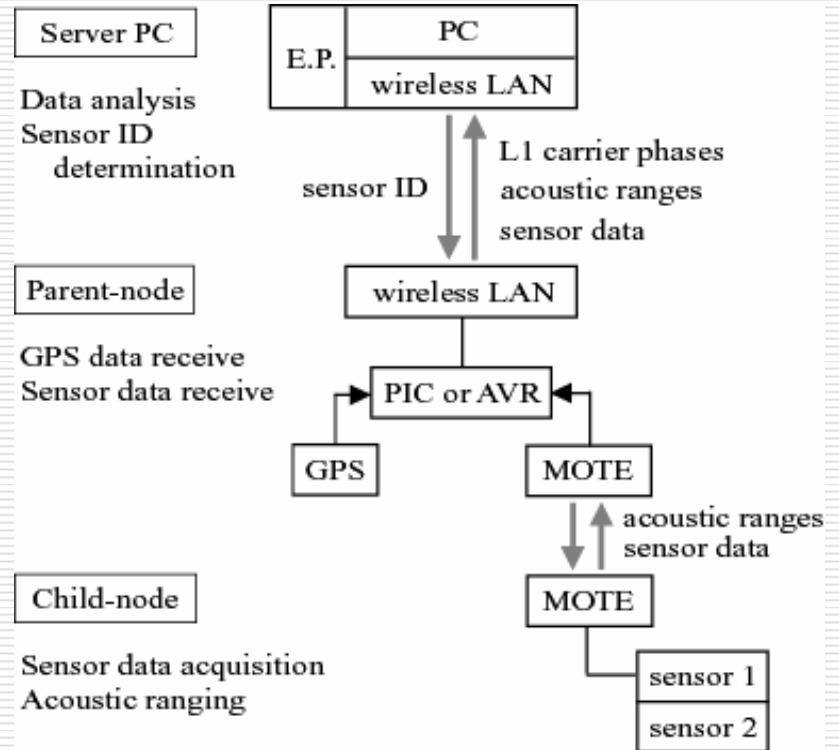 Server PC
E.P.
PC
wireless LAN
Data analysis
Sensor ID
determination
sensor ID
L1 carrier phases
acoustic ranges
sensor data
Parent-node
wireless LAN
GPS data receive
Sensor data receive
PIC or AVR
GPS
MOTE
acoustic ranges
sensor data
Child-node
MOTE
Sensor data acquisition
Acoustic ranging
sensor 1
sensor 2